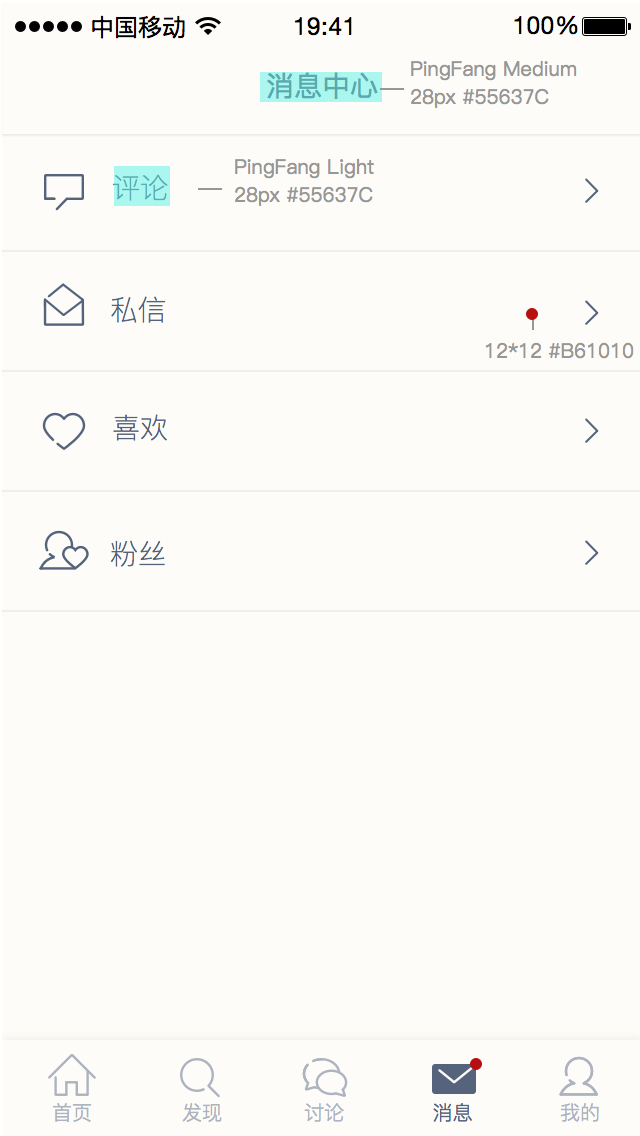 中国移动 19:41 100%
消息中心
PingFang Medium
28px #55637C
评论
PingFang Light
28px #55637C
私信
12*12 #B61010
喜欢
粉丝
首页 发现 讨论 消息 我的